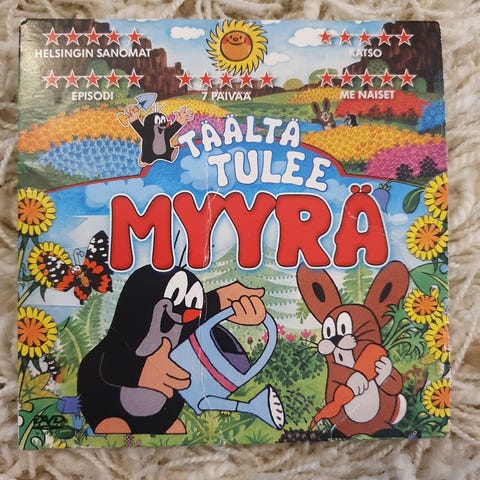 ★★★★★
HELSINGIN SANOMAT
★★★★★
KATSO
★★★★★
EPISODI
★★★★★
7 PÄIVÄÄ
★★★★★
ME NAISET
TÄÄLTÄ
TULEE
MYYRÄ
DVD